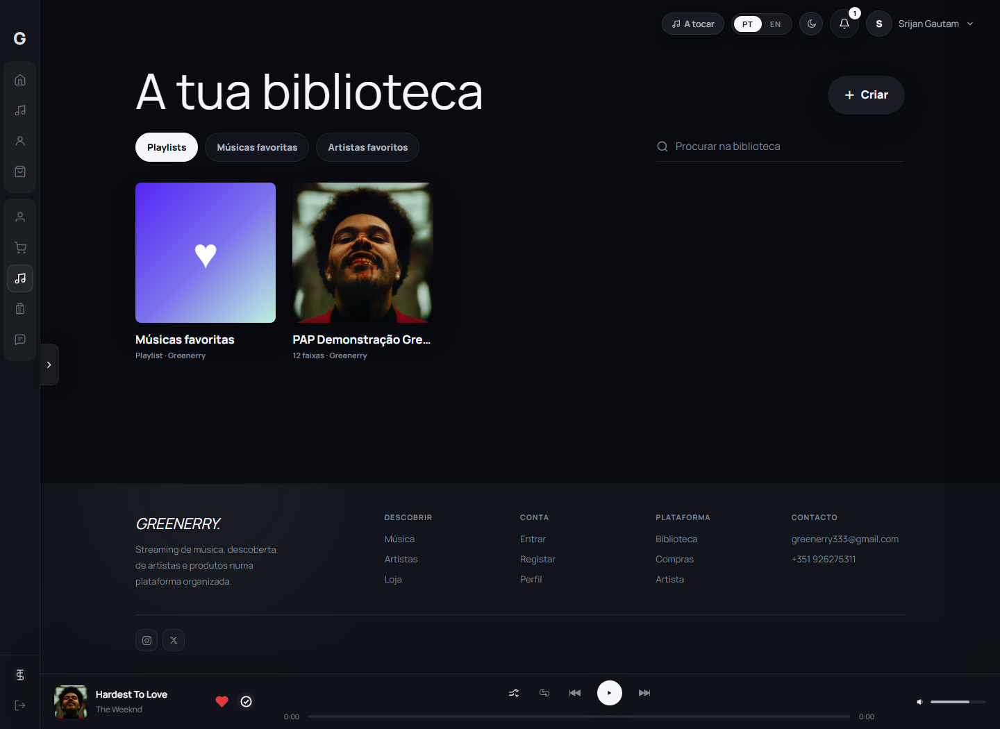 G
A tocar
PT
EN
1
S
Srijan Gautam
A tua biblioteca
Criar
Playlists
Músicas favoritas
Artistas favoritos
Procurar na biblioteca
Músicas favoritas
Playlist · Greenerry
PAP Demonstração Gre...
12 faixas · Greenerry
GREENERRY.
Streaming de música, descoberta
de artistas e produtos numa
plataforma organizada.
DESCOBRIR
Música
Artistas
Loja
CONTA
Entrar
Registar
Perfil
PLATAFORMA
Biblioteca
Compras
Artista
CONTACTO
greenerry333@gmail.com
+351 926275311
Hardest To Love
The Weeknd
0:00
0:00